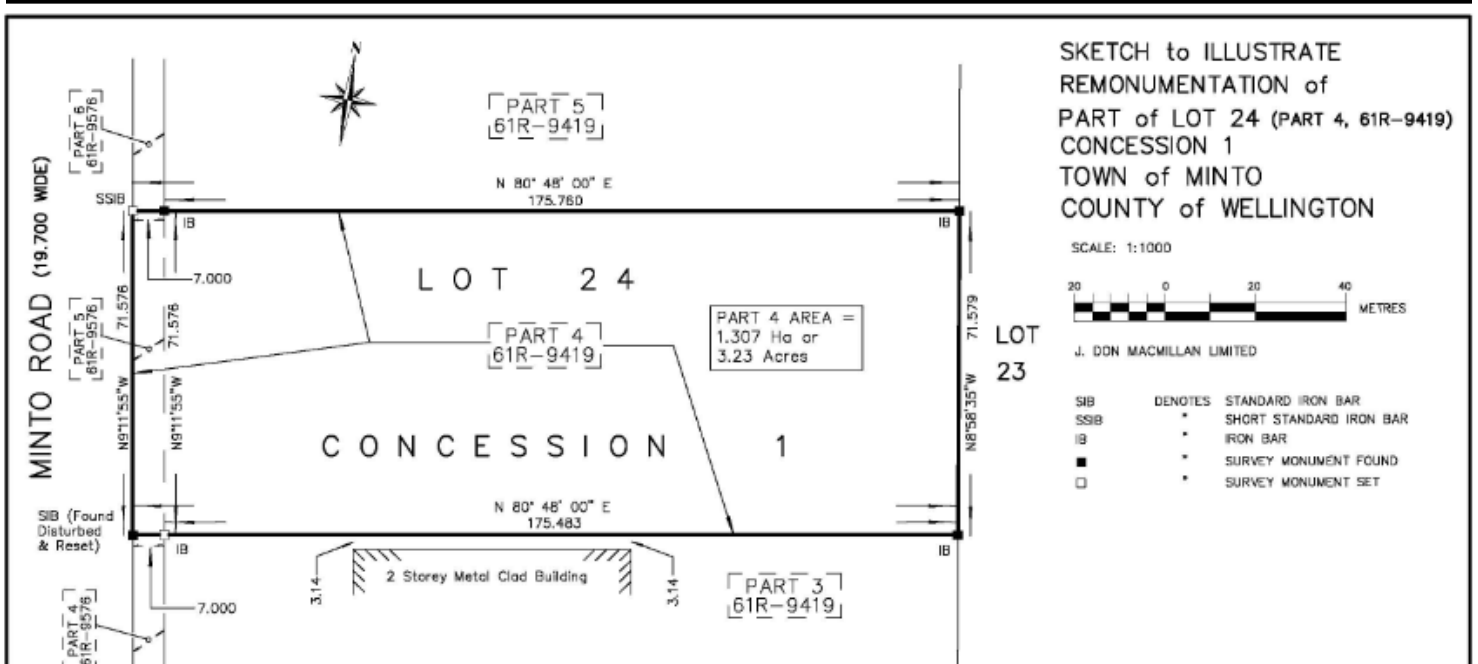 N
SKETCH to ILLUSTRATE
REMONUMENTATION of
PART of LOT 24 (PART 4, 61R-9419)
CONCESSION 1
TOWN of MINTO
COUNTY of WELLINGTON
SCALE: 1:1000
20 0 20 40
METRES
J. DON MACMILLAN LIMITED
SIB DENOTES STANDARD IRON BAR
SSIB " SHORT STANDARD IRON BAR
IB " IRON BAR
■ " SURVEY MONUMENT FOUND
□ " SURVEY MONUMENT SET
PART 6
61R-9576
PART 5
61R-9419
N 80° 48' 00" E
175.760
SSIB
IB
IB
7.000
MINTO ROAD (19.700 WIDE)
71.576
N9°11'55"W
71.576
N9°11'55"W
PART 5
61R-9576
LOT 24
PART 4
61R-9419
PART 4 AREA =
1.307 Ha or
3.23 Acres
71.579
N8°58'35"W
LOT
23
CONCESSION 1
N 80° 48' 00" E
175.483
SIB (Found
Disturbed
& Reset)
IB
IB
3.14
2 Storey Metal Clad Building
3.14
PART 3
61R-9419
7.000
PART 4
61R-9576